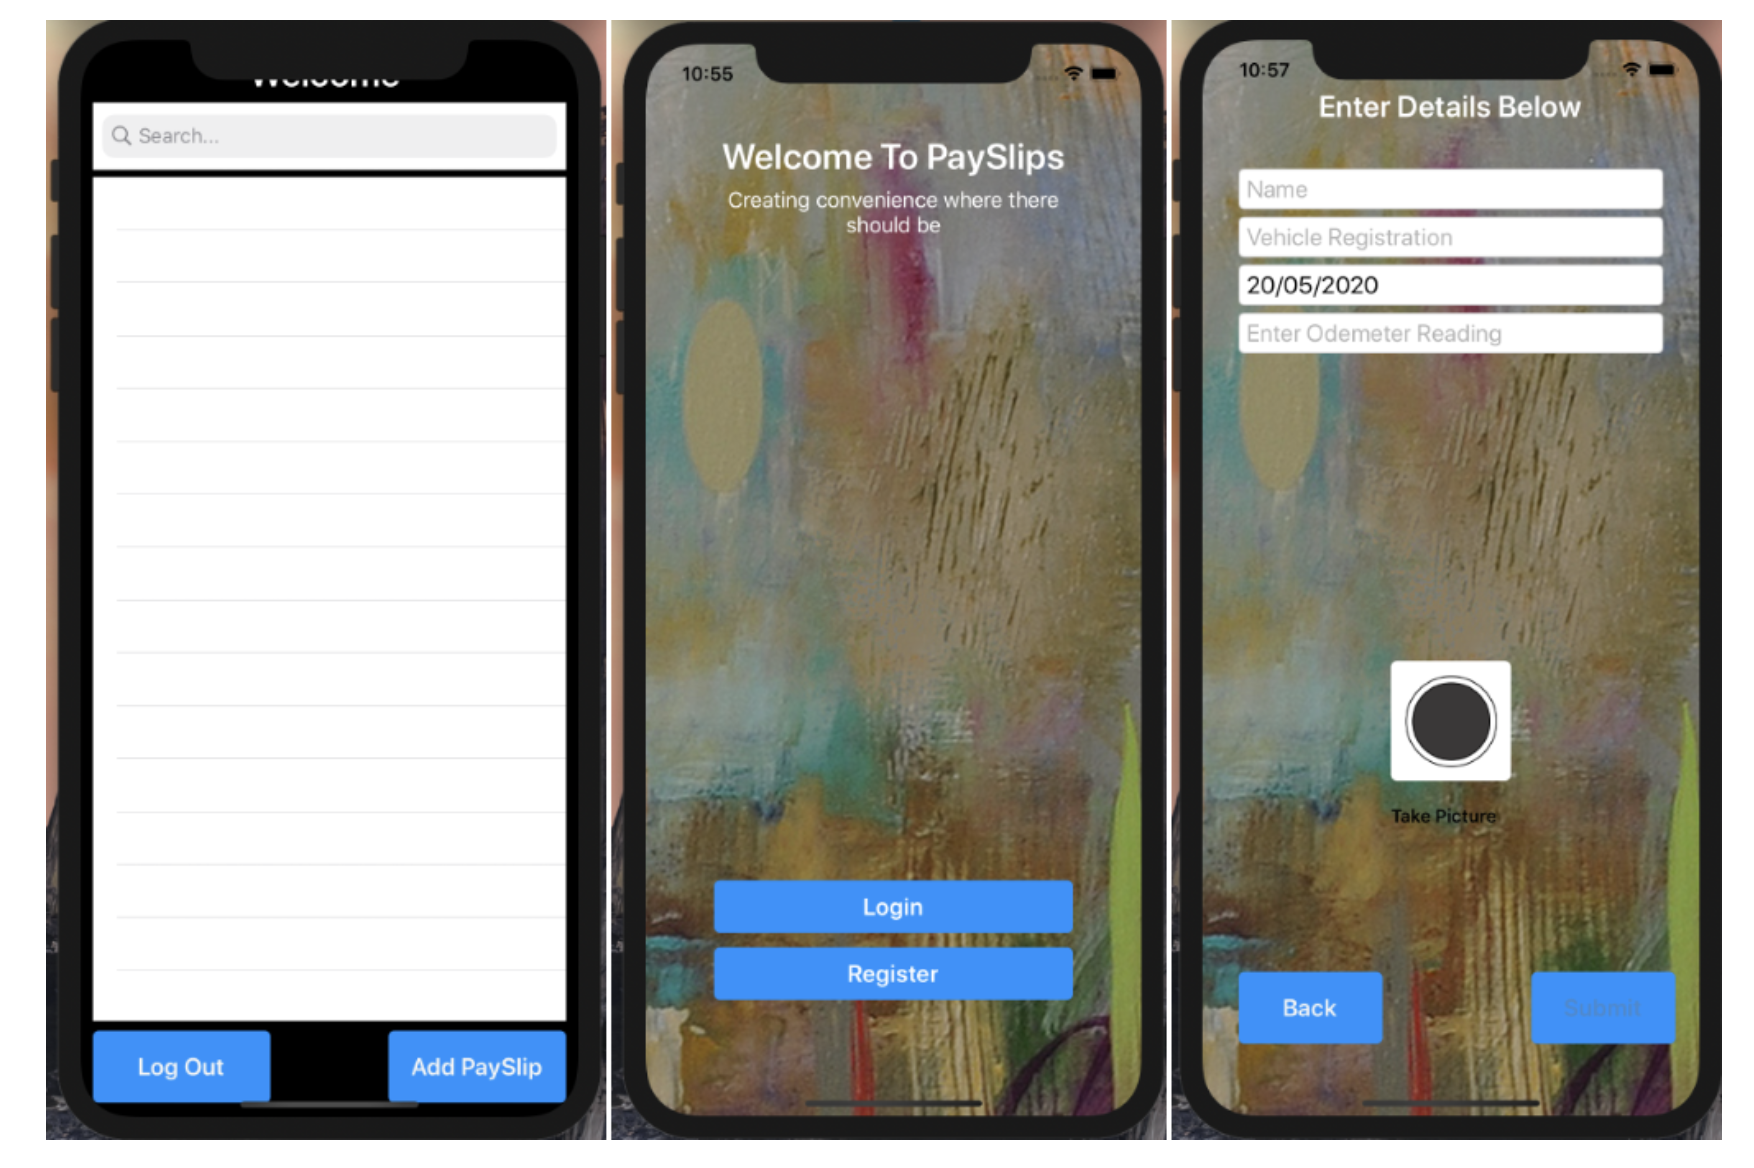 Welcome
Search...
Log Out
Add PaySlip
10:55
Welcome To PaySlips
Creating convenience where there
should be
Login
Register
10:57
Enter Details Below
Name
Vehicle Registration
20/05/2020
Enter Odemeter Reading
Take Picture
Back
Submit